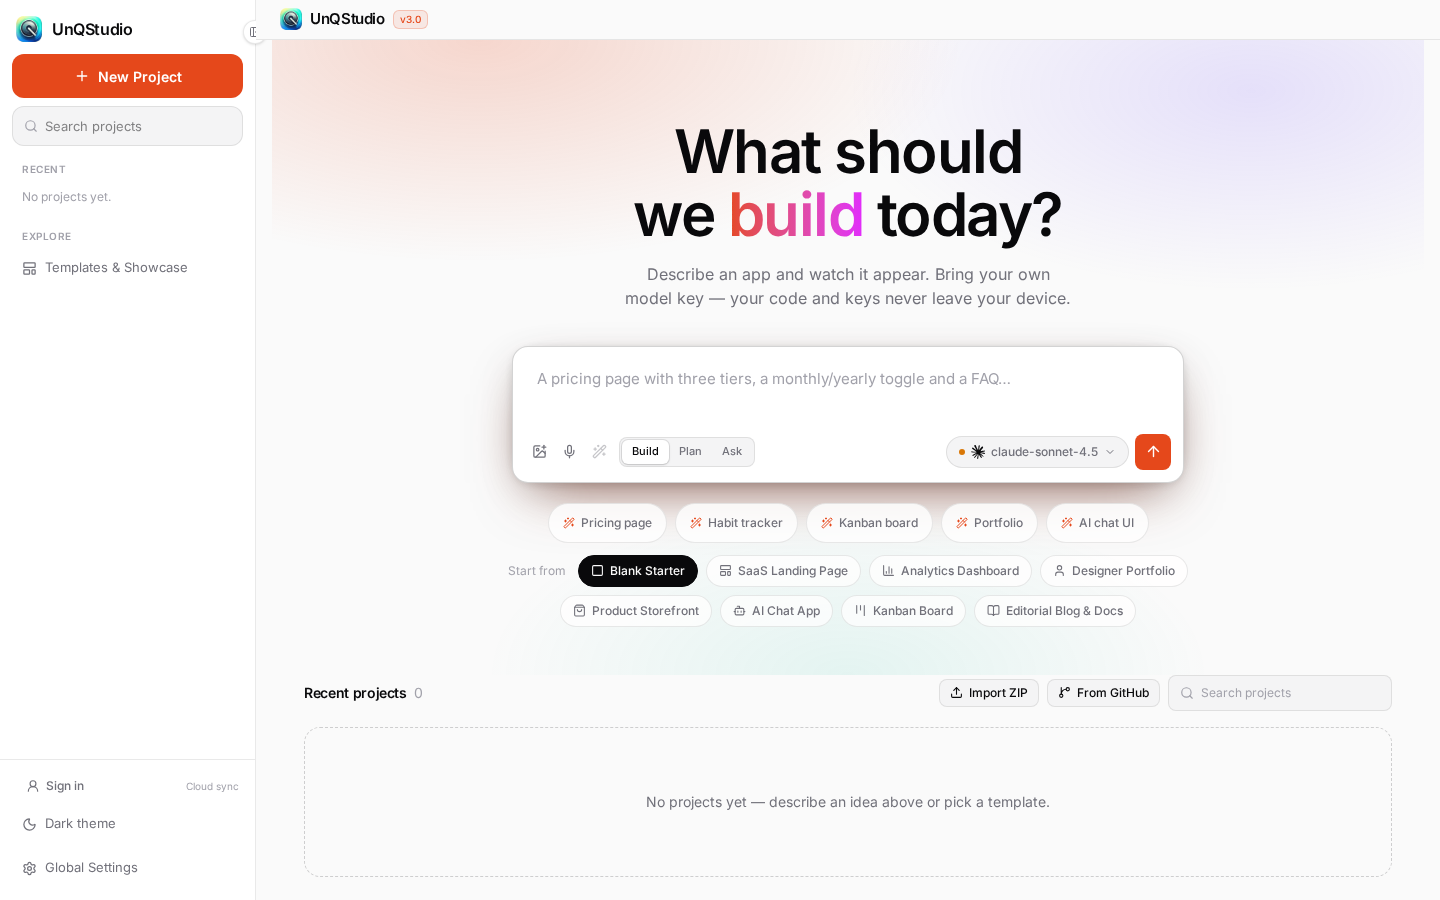 UnQStudio
New Project
Search projects
RECENT
No projects yet.
EXPLORE
Templates & Showcase
Sign in
Cloud sync
Dark theme
Global Settings
UnQStudio v3.0
What should
we build today?
Describe an app and watch it appear. Bring your own
model key — your code and keys never leave your device.
A pricing page with three tiers, a monthly/yearly toggle and a FAQ...
Build Plan Ask
claude-sonnet-4.5
Pricing page
Habit tracker
Kanban board
Portfolio
AI chat UI
Start from
Blank Starter
SaaS Landing Page
Analytics Dashboard
Designer Portfolio
Product Storefront
AI Chat App
Kanban Board
Editorial Blog & Docs
Recent projects 0
Import ZIP
From GitHub
Search projects
No projects yet — describe an idea above or pick a template.